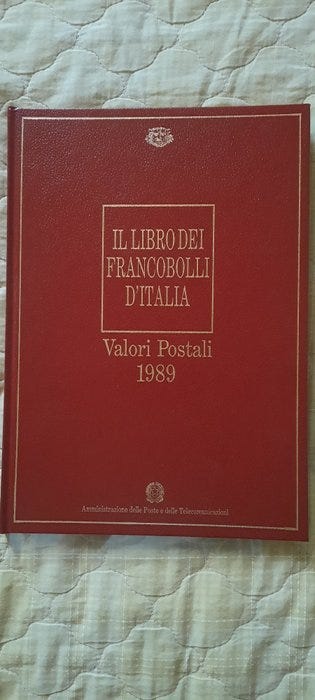 IL LIBRO DEI
FRANCOBOLLI
D'ITALIA
Valori Postali
1989
Amministrazione delle Poste e delle Telecomunicazioni